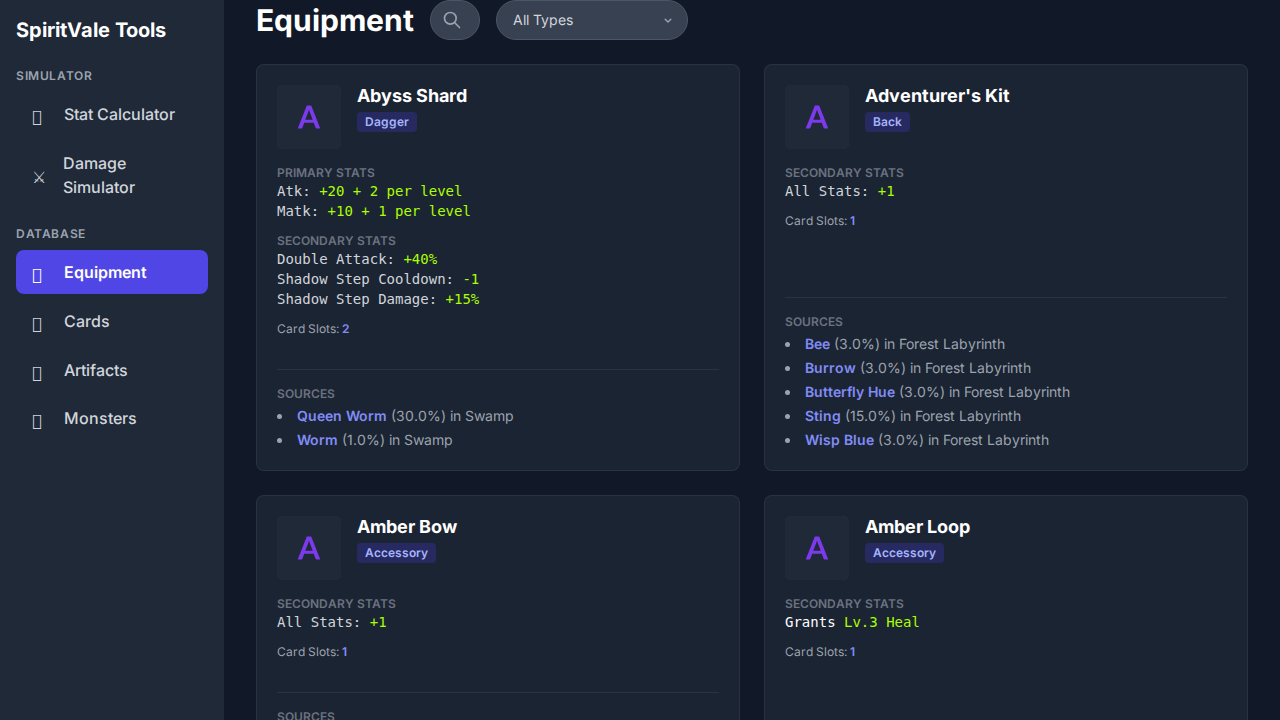 SpiritVale Tools
SIMULATOR
Stat Calculator
Damage
Simulator
DATABASE
Equipment
Cards
Artifacts
Monsters
Equipment
All Types
A
Abyss Shard
Dagger
PRIMARY STATS
Atk: +20 + 2 per level
Matk: +10 + 1 per level
SECONDARY STATS
Double Attack: +40%
Shadow Step Cooldown: -1
Shadow Step Damage: +15%
Card Slots: 2
SOURCES
Queen Worm (30.0%) in Swamp
Worm (1.0%) in Swamp
A
Adventurer's Kit
Back
SECONDARY STATS
All Stats: +1
Card Slots: 1
SOURCES
Bee (3.0%) in Forest Labyrinth
Burrow (3.0%) in Forest Labyrinth
Butterfly Hue (3.0%) in Forest Labyrinth
Sting (15.0%) in Forest Labyrinth
Wisp Blue (3.0%) in Forest Labyrinth
A
Amber Bow
Accessory
SECONDARY STATS
All Stats: +1
Card Slots: 1
SOURCES
A
Amber Loop
Accessory
SECONDARY STATS
Grants Lv.3 Heal
Card Slots: 1